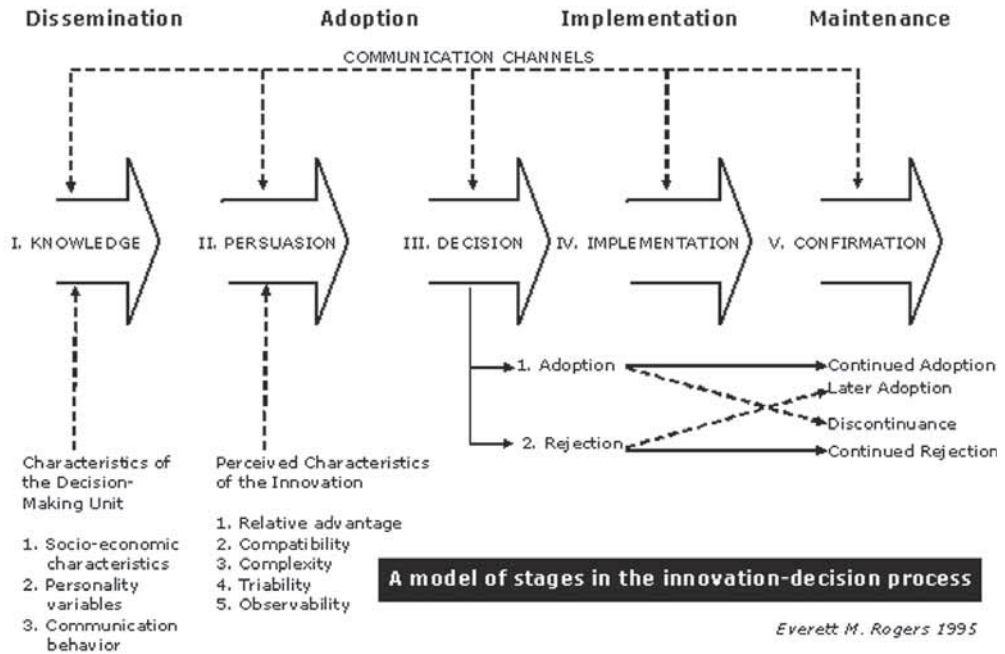 Dissemination Adoption Implementation Maintenance
COMMUNICATION CHANNELS
I. KNOWLEDGE
II. PERSUASION
III. DECISION
IV. IMPLEMENTATION
V. CONFIRMATION
1. Adoption
2. Rejection
Continued Adoption
Later Adoption
Discontinuance
Continued Rejection
Characteristics of
the Decision-
Making Unit
1. Socio-economic
characteristics
2. Personality
variables
3. Communication
behavior
Perceived Characteristics
of the Innovation
1. Relative advantage
2. Compatibility
3. Complexity
4. Triability
5. Observability
A model of stages in the innovation-decision process
Everett M. Rogers 1995